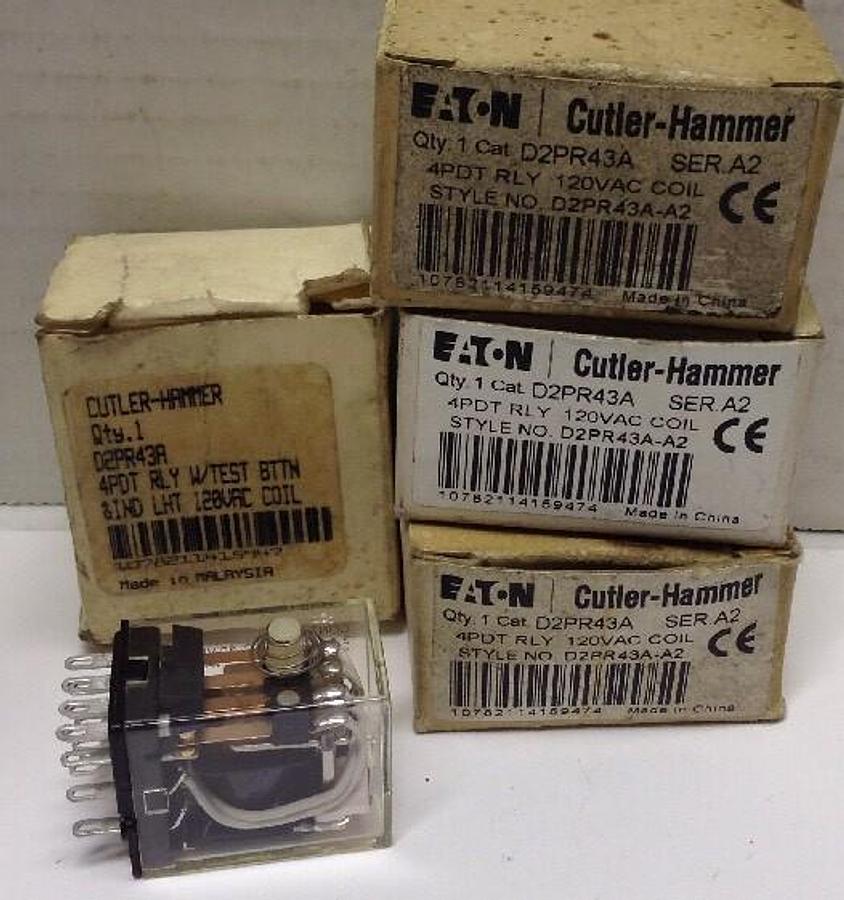 EATON | Cutler-Hammer
Qty. 1 Cat. D2PR43A SER.A2
4PDT RLY 120VAC COIL
STYLE NO. D2PR43A-A2
CE
10782114159474 Made in China
CUTLER-HAMMER
Qty.1
D2PR43A
4PDT RLY W/TEST BTTN
&IND LHT 120VAC COIL
Made in MALAYSIA
EATON | Cutler-Hammer
Qty. 1 Cat. D2PR43A SER.A2
4PDT RLY 120VAC COIL
STYLE NO. D2PR43A-A2
CE
10782114159474 Made in China
EATON | Cutler-Hammer
Qty. 1 Cat. D2PR43A SER.A2
4PDT RLY 120VAC COIL
STYLE NO. D2PR43A-A2
CE
10782114159474 Made in China